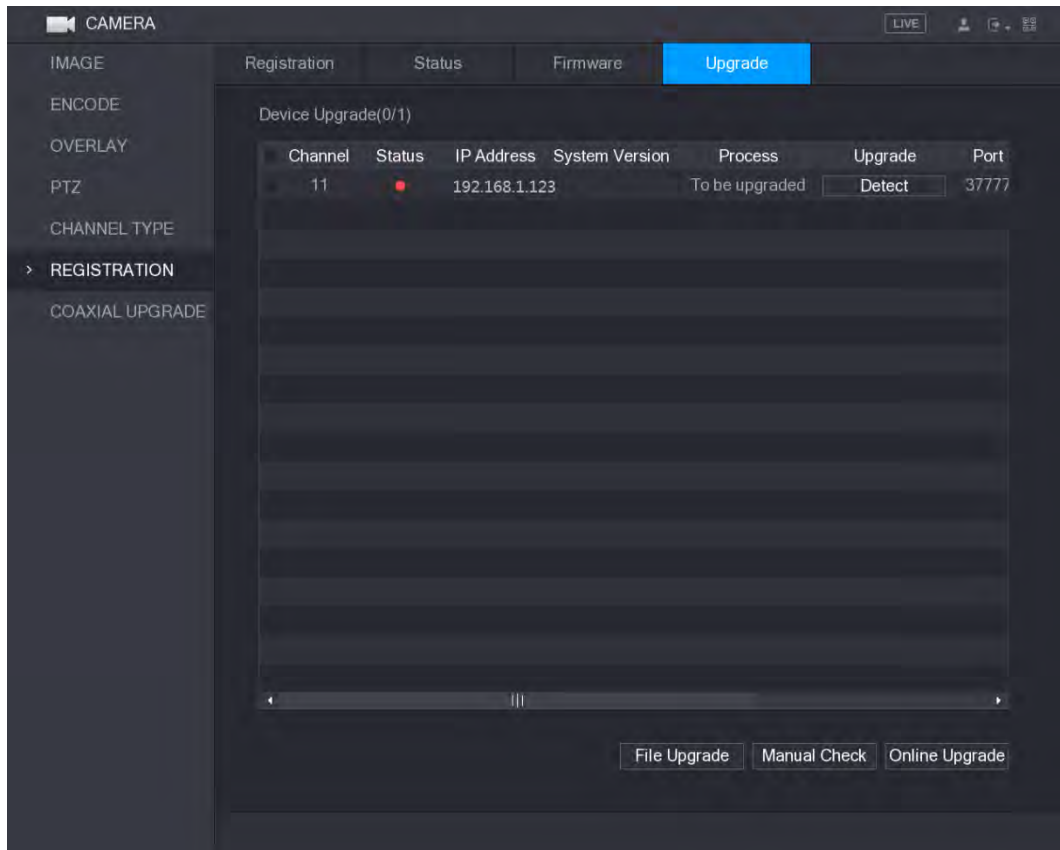 CAMERA LIVE
IMAGE
ENCODE
OVERLAY
PTZ
CHANNEL TYPE
> REGISTRATION
COAXIAL UPGRADE
Registration Status Firmware Upgrade
Device Upgrade(0/1)
Channel Status IP Address System Version Process Upgrade Port
11 192.168.1.123 To be upgraded Detect 37777
File Upgrade Manual Check Online Upgrade